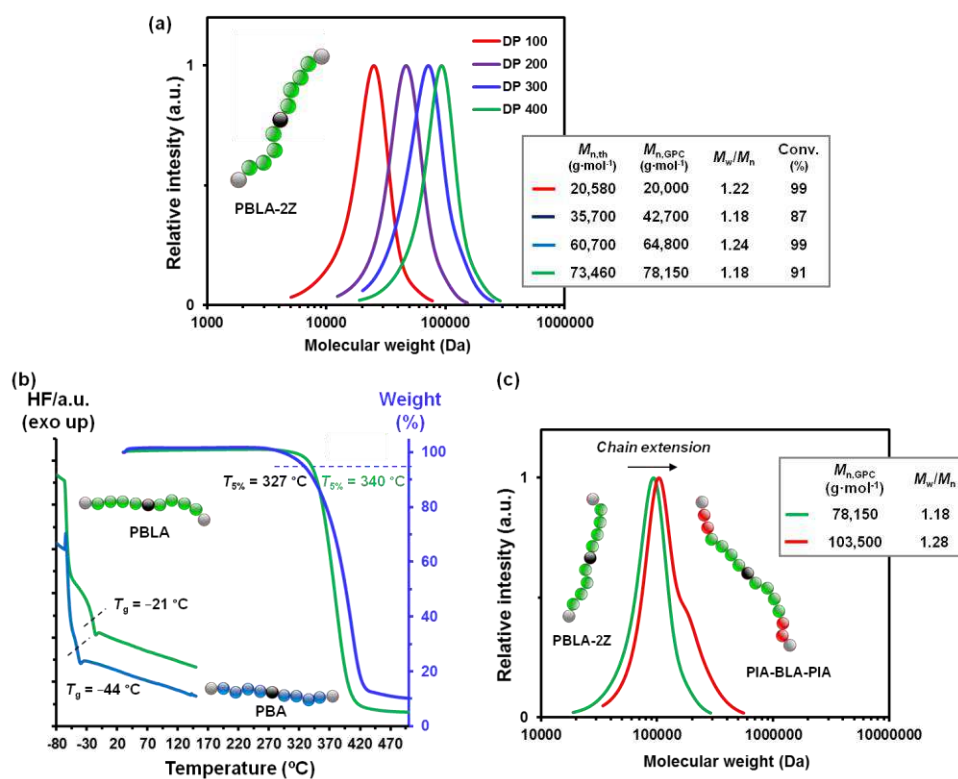 (a)
Relative intesity (a.u.)
1
0
1000 10000 100000 1000000
Molecular weight (Da)
PBLA-2Z
DP 100
DP 200
DP 300
DP 400
Mn,th Mn,GPC Mw/Mn Conv.
(g·mol-1) (g·mol-1) (%)
20,580 20,000 1.22 99
35,700 42,700 1.18 87
60,700 64,800 1.24 99
73,460 78,150 1.18 91
(b)
HF/a.u.
(exo up)
Weight
(%)
100
80
60
40
20
0
T5% = 327 °C T5% = 340 °C
PBLA
Tg = −21 °C
Tg = −44 °C
PBA
-80 -30 20 70 120 170 220 270 320 370 420 470
Temperature (ºC)
(c)
Relative intesity (a.u.)
1
0
Chain extension
Mn,GPC Mw/Mn
(g·mol-1)
78,150 1.18
103,500 1.28
PBLA-2Z
PIA-BLA-PIA
10000 100000 1000000 10000000
Molecular weight (Da)